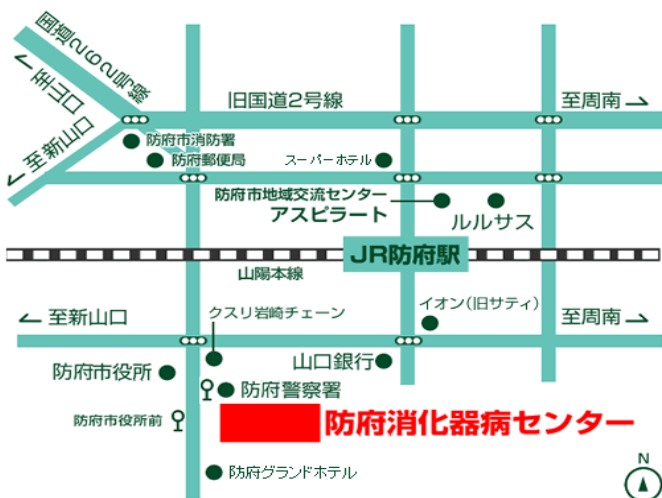 国道262号線
至山口
至新山口
旧国道2号線
至周南
防府市消防署
防府郵便局
スーパーホテル
防府市地域交流センター
アスピラート
ルルサス
JR防府駅
山陽本線
至新山口
クスリ岩崎チェーン
イオン(旧サティ)
至周南
防府市役所
山口銀行
防府警察署
防府市役所前
防府消化器病センター
防府グランドホテル
N